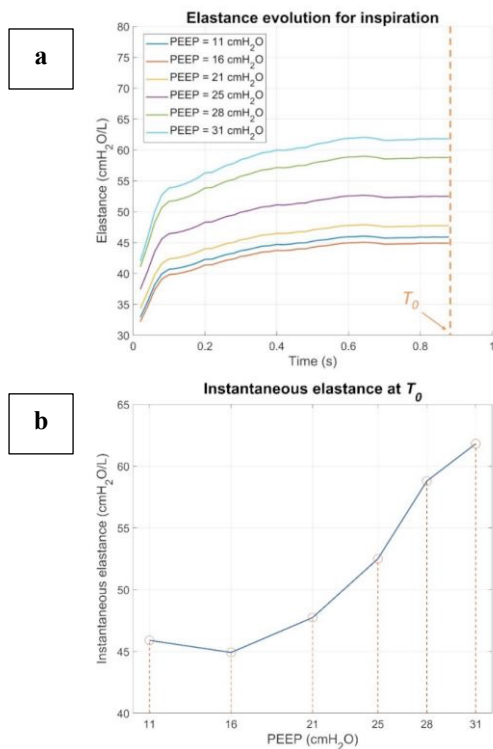 a
Elastance evolution for inspiration
80
75
70
65
60
55
50
45
40
35
30
Elastance (cmH2O/L)
PEEP = 11 cmH2O
PEEP = 16 cmH2O
PEEP = 21 cmH2O
PEEP = 25 cmH2O
PEEP = 28 cmH2O
PEEP = 31 cmH2O
T0
0 0.2 0.4 0.6 0.8 1
Time (s)
b
Instantaneous elastance at T0
65
60
55
50
45
40
Instantaneous elastance (cmH2O/L)
11 16 21 25 28 31
PEEP (cmH2O)